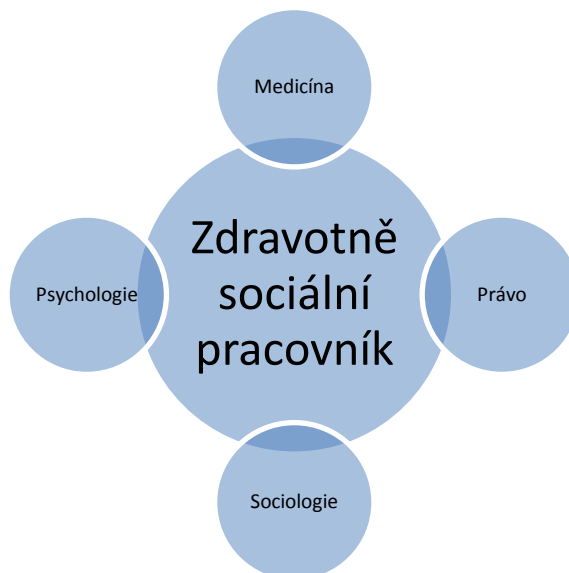 Medicína
Zdravotně
sociální
pracovník
Psychologie
Právo
Sociologie